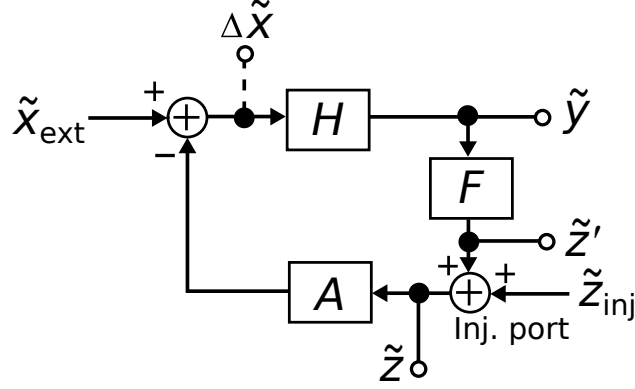 Δx̃
+
x̃ext
+
H
ỹ
−
F
z̃′
+
+
A
+
z̃inj
Inj. port
z̃